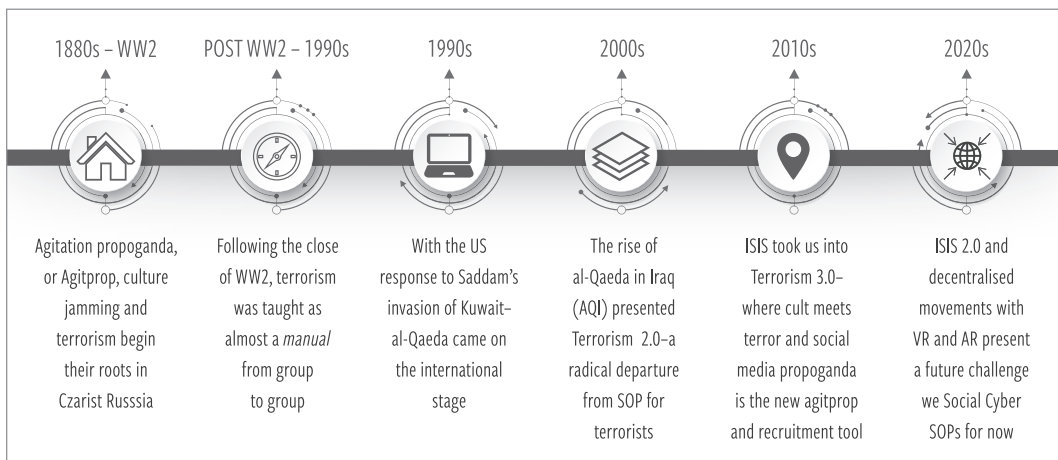 1880s – WW2
Agitation propoganda,
or Agitprop, culture
jamming and
terrorism begin
their roots in
Czarist Russsia
POST WW2 – 1990s
Following the close
of WW2, terrorism
was taught as
almost a manual
from group
to group
1990s
With the US
response to Saddam’s
invasion of Kuwait–
al-Qaeda came on
the international
stage
2000s
The rise of
al-Qaeda in Iraq
(AQI) presented
Terrorism 2.0–a
radical departure
from SOP for
terrorists
2010s
ISIS took us into
Terrorism 3.0–
where cult meets
terror and social
media propoganda
is the new agitprop
and recruitment tool
2020s
ISIS 2.0 and
decentralised
movements with
VR and AR present
a future challenge
we Social Cyber
SOPs for now